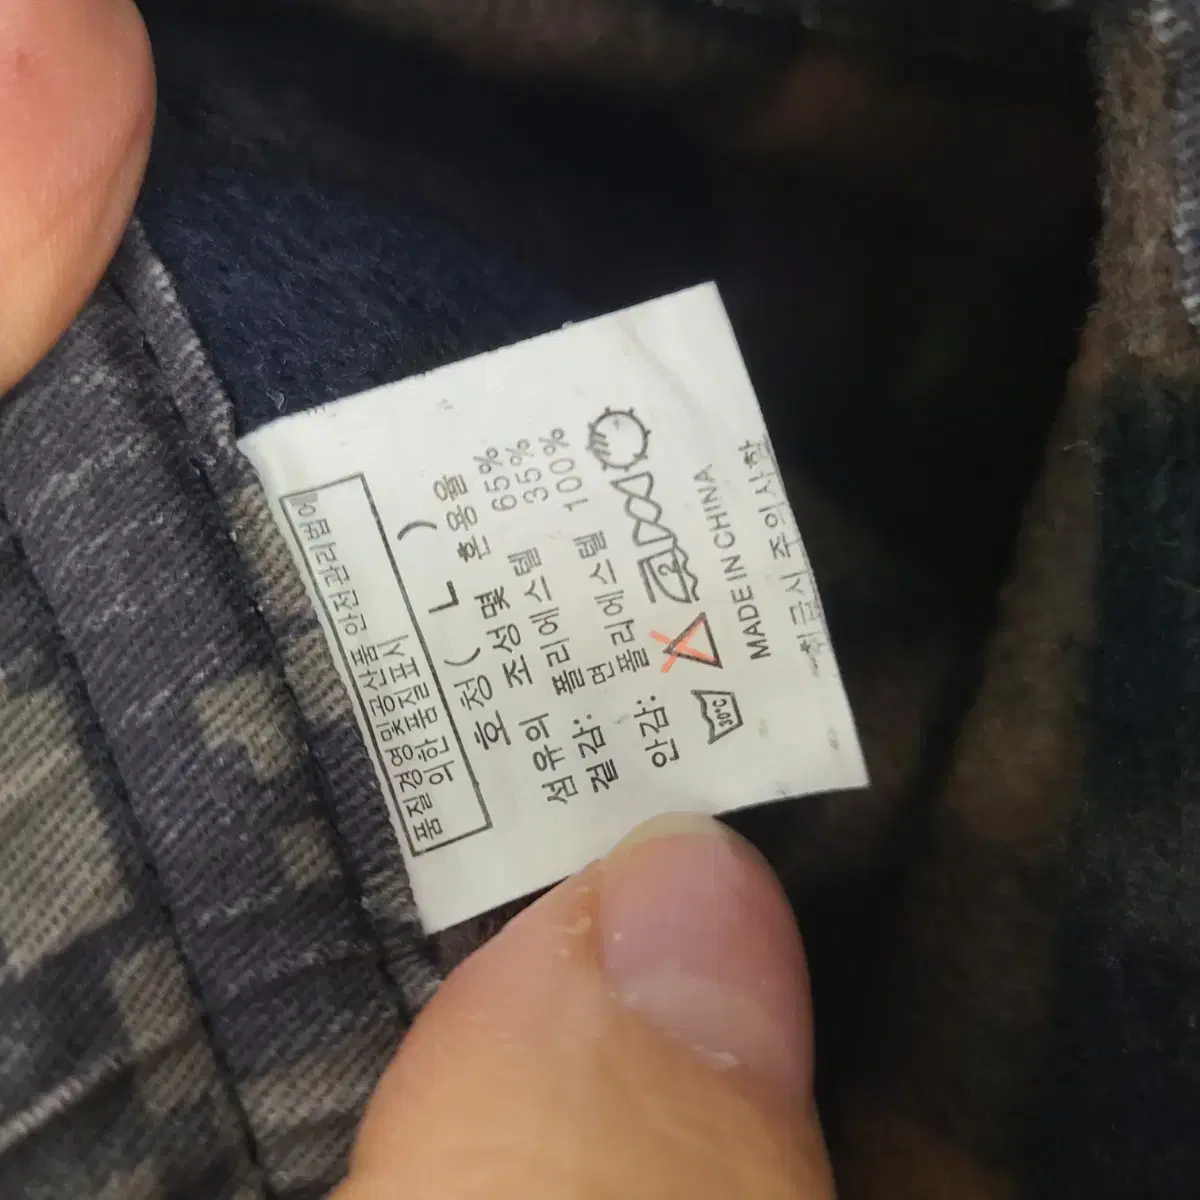 품질경영 및 공산품 안전관리법에
의한 품질표시
호칭( L )
섬유의 조성및 혼용율
겉감: 폴리에스텔 65%
면 35%
안감: 폴리에스텔 100%
30℃ 2
MADE IN CHINA
취급시 주의사항